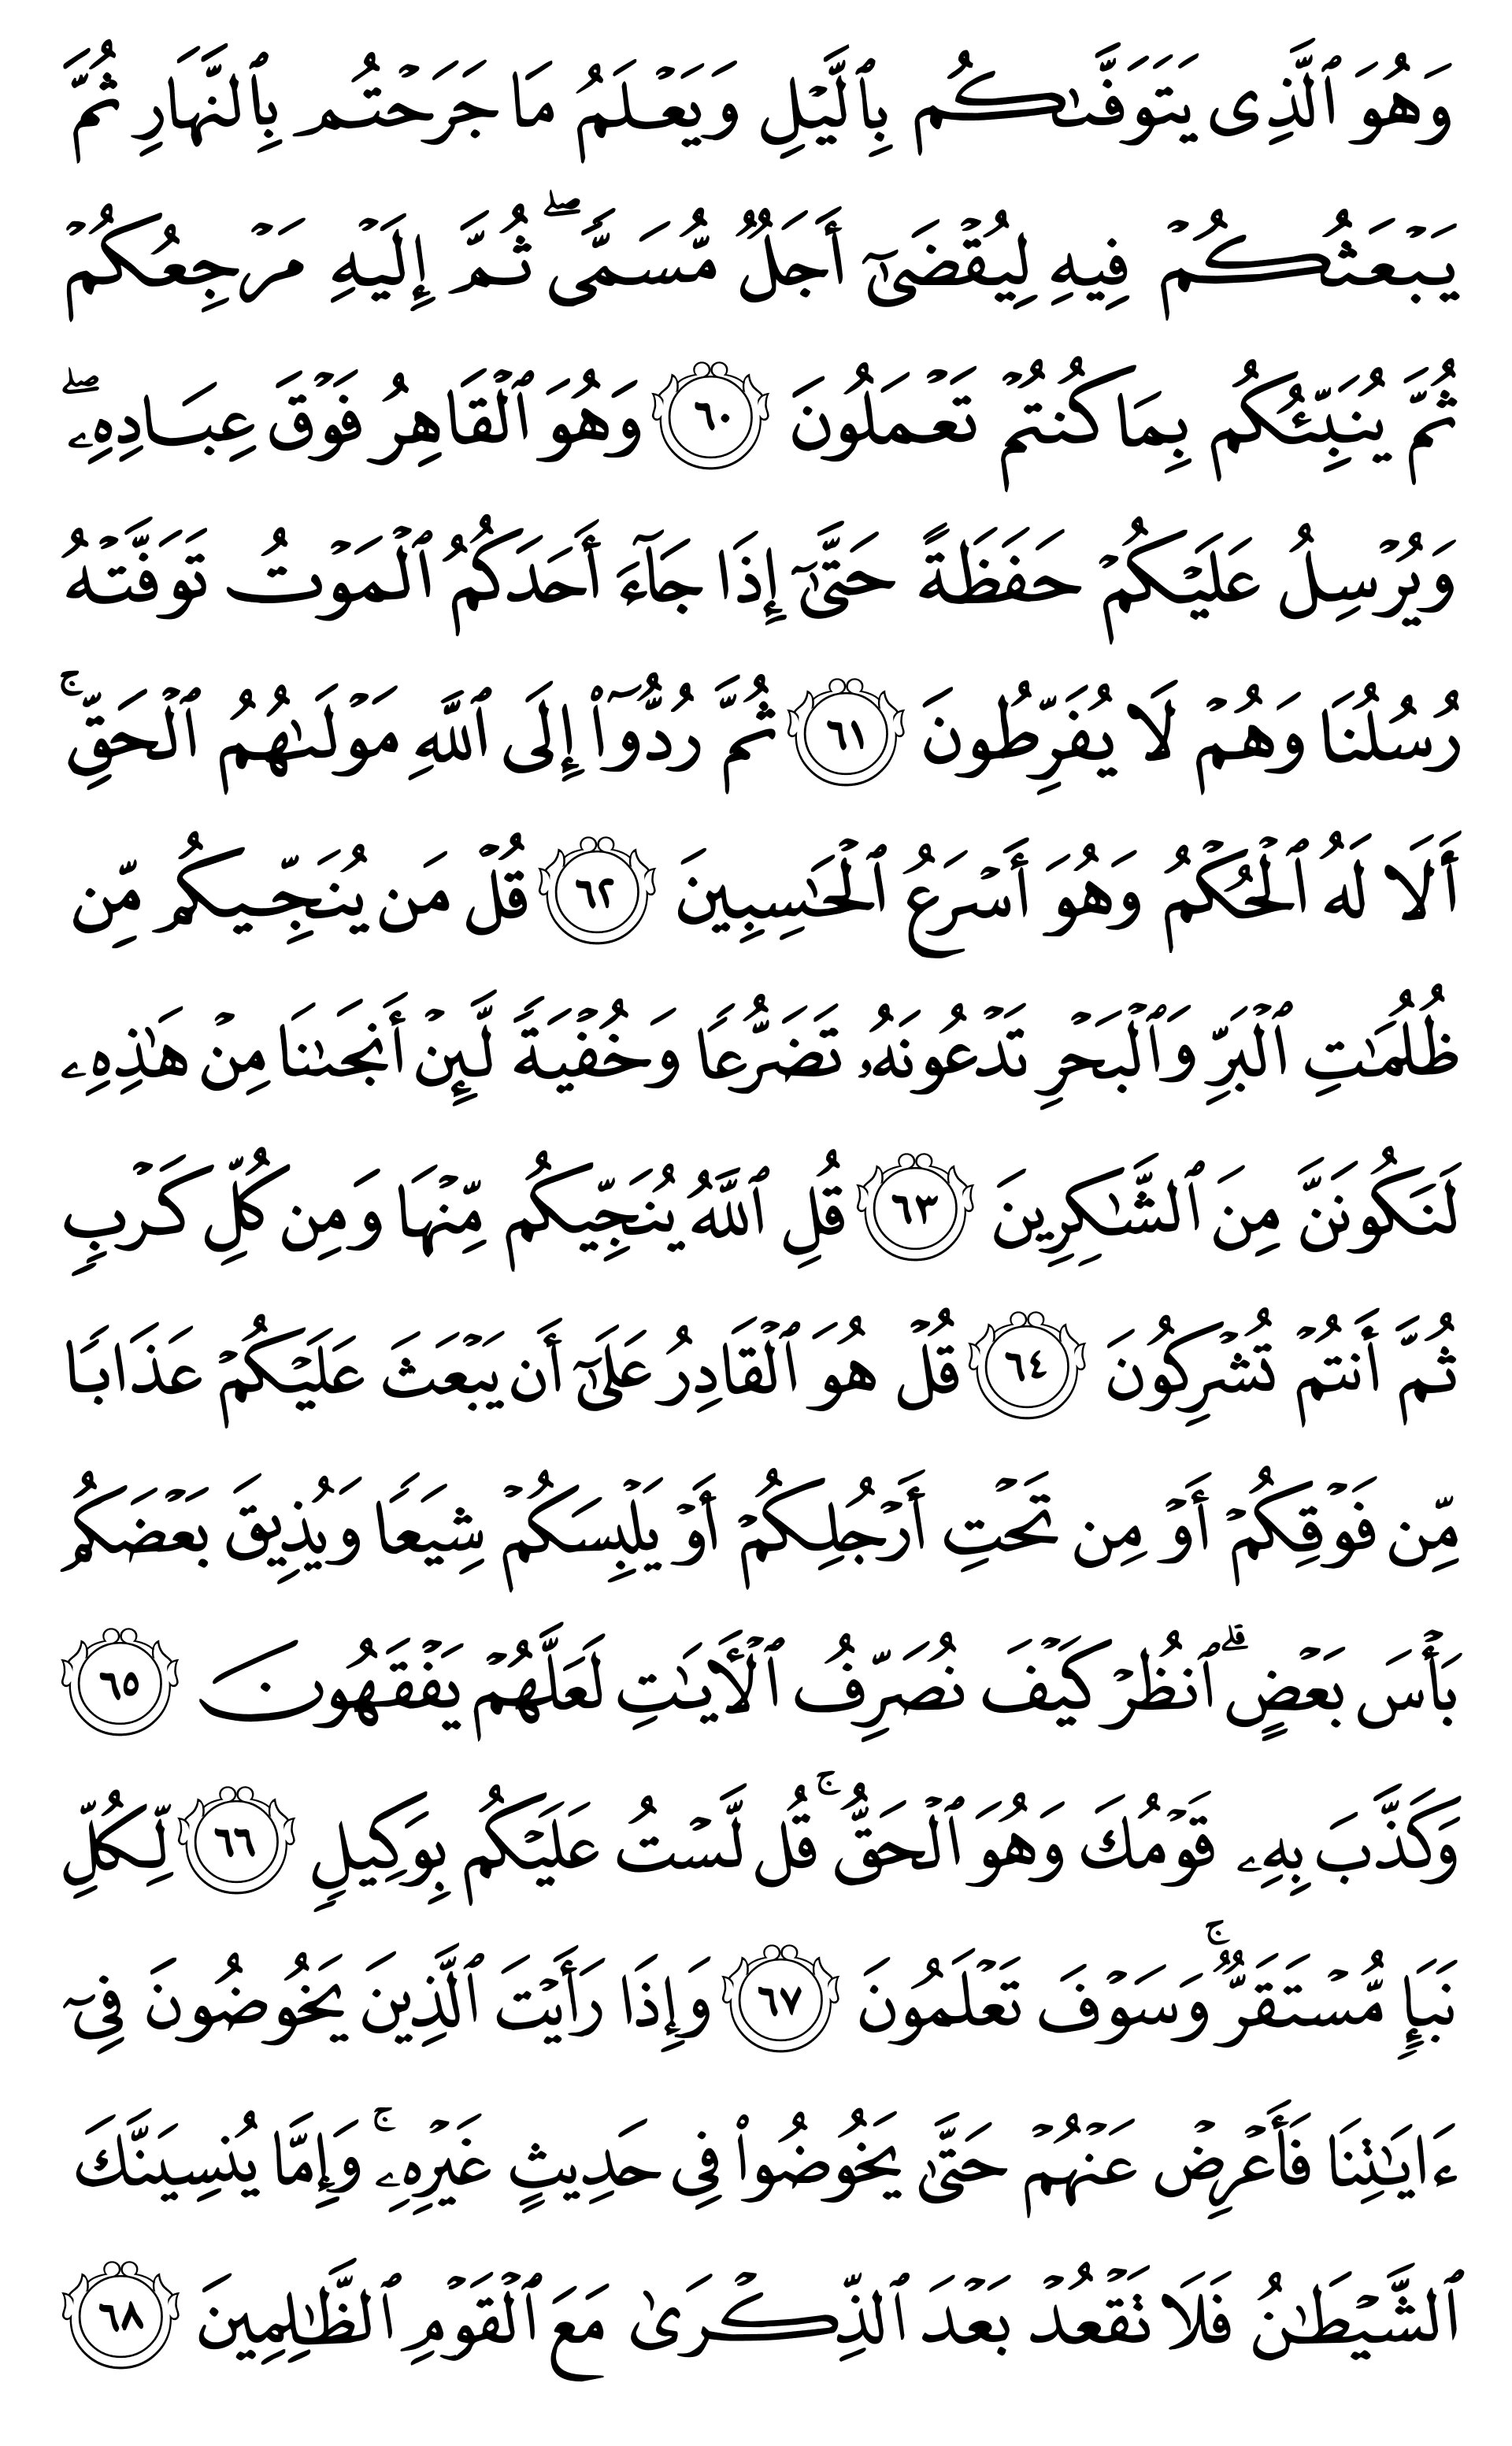 وَهُوَ ٱلَّذِى يَتَوَفَّىٰكُم بِٱلَّيۡلِ وَيَعۡلَمُ مَا جَرَحۡتُم بِٱلنَّهَارِ ثُمَّ
يَبۡعَثُكُمۡ فِيهِ لِيُقۡضَىٰٓ أَجَلٌ مُّسَمًّىۖ ثُمَّ إِلَيۡهِ مَرۡجِعُكُمۡ
ثُمَّ يُنَبِّئُكُم بِمَا كُنتُمۡ تَعۡمَلُونَ ٦٠ وَهُوَ ٱلۡقَاهِرُ فَوۡقَ عِبَادِهِۦۖ
وَيُرۡسِلُ عَلَيۡكُمۡ حَفَظَةً حَتَّىٰٓ إِذَا جَآءَ أَحَدَكُمُ ٱلۡمَوۡتُ تَوَفَّتۡهُ
رُسُلُنَا وَهُمۡ لَا يُفَرِّطُونَ ٦١ ثُمَّ رُدُّوٓاْ إِلَى ٱللَّهِ مَوۡلَىٰهُمُ ٱلۡحَقِّۚ
أَلَا لَهُ ٱلۡحُكۡمُ وَهُوَ أَسۡرَعُ ٱلۡحَٰسِبِينَ ٦٢ قُلۡ مَن يُنَجِّيكُم مِّن
ظُلُمَٰتِ ٱلۡبَرِّ وَٱلۡبَحۡرِ تَدۡعُونَهُۥ تَضَرُّعًا وَخُفۡيَةً لَّئِنۡ أَنجَىٰنَا مِنۡ هَٰذِهِۦ
لَنَكُونَنَّ مِنَ ٱلشَّٰكِرِينَ ٦٣ قُلِ ٱللَّهُ يُنَجِّيكُم مِّنۡهَا وَمِن كُلِّ كَرۡبٍ
ثُمَّ أَنتُمۡ تُشۡرِكُونَ ٦٤ قُلۡ هُوَ ٱلۡقَادِرُ عَلَىٰٓ أَن يَبۡعَثَ عَلَيۡكُمۡ عَذَابًا
مِّن فَوۡقِكُمۡ أَوۡ مِن تَحۡتِ أَرۡجُلِكُمۡ أَوۡ يَلۡبِسَكُمۡ شِيَعًا وَيُذِيقَ بَعۡضَكُم
بَأۡسَ بَعۡضٍۗ ٱنظُرۡ كَيۡفَ نُصَرِّفُ ٱلۡأٓيَٰتِ لَعَلَّهُمۡ يَفۡقَهُونَ ٦٥
وَكَذَّبَ بِهِۦ قَوۡمُكَ وَهُوَ ٱلۡحَقُّۚ قُل لَّسۡتُ عَلَيۡكُم بِوَكِيلٍ ٦٦ لِّكُلِّ
نَبَإٍ مُّسۡتَقَرٌّۚ وَسَوۡفَ تَعۡلَمُونَ ٦٧ وَإِذَا رَأَيۡتَ ٱلَّذِينَ يَخُوضُونَ فِىٓ
ءَايَٰتِنَا فَأَعۡرِضۡ عَنۡهُمۡ حَتَّىٰ يَخُوضُواْ فِى حَدِيثٍ غَيۡرِهِۦۚ وَإِمَّا يُنسِيَنَّكَ
ٱلشَّيۡطَٰنُ فَلَا تَقۡعُدۡ بَعۡدَ ٱلذِّكۡرَىٰ مَعَ ٱلۡقَوۡمِ ٱلظَّٰلِمِينَ ٦٨